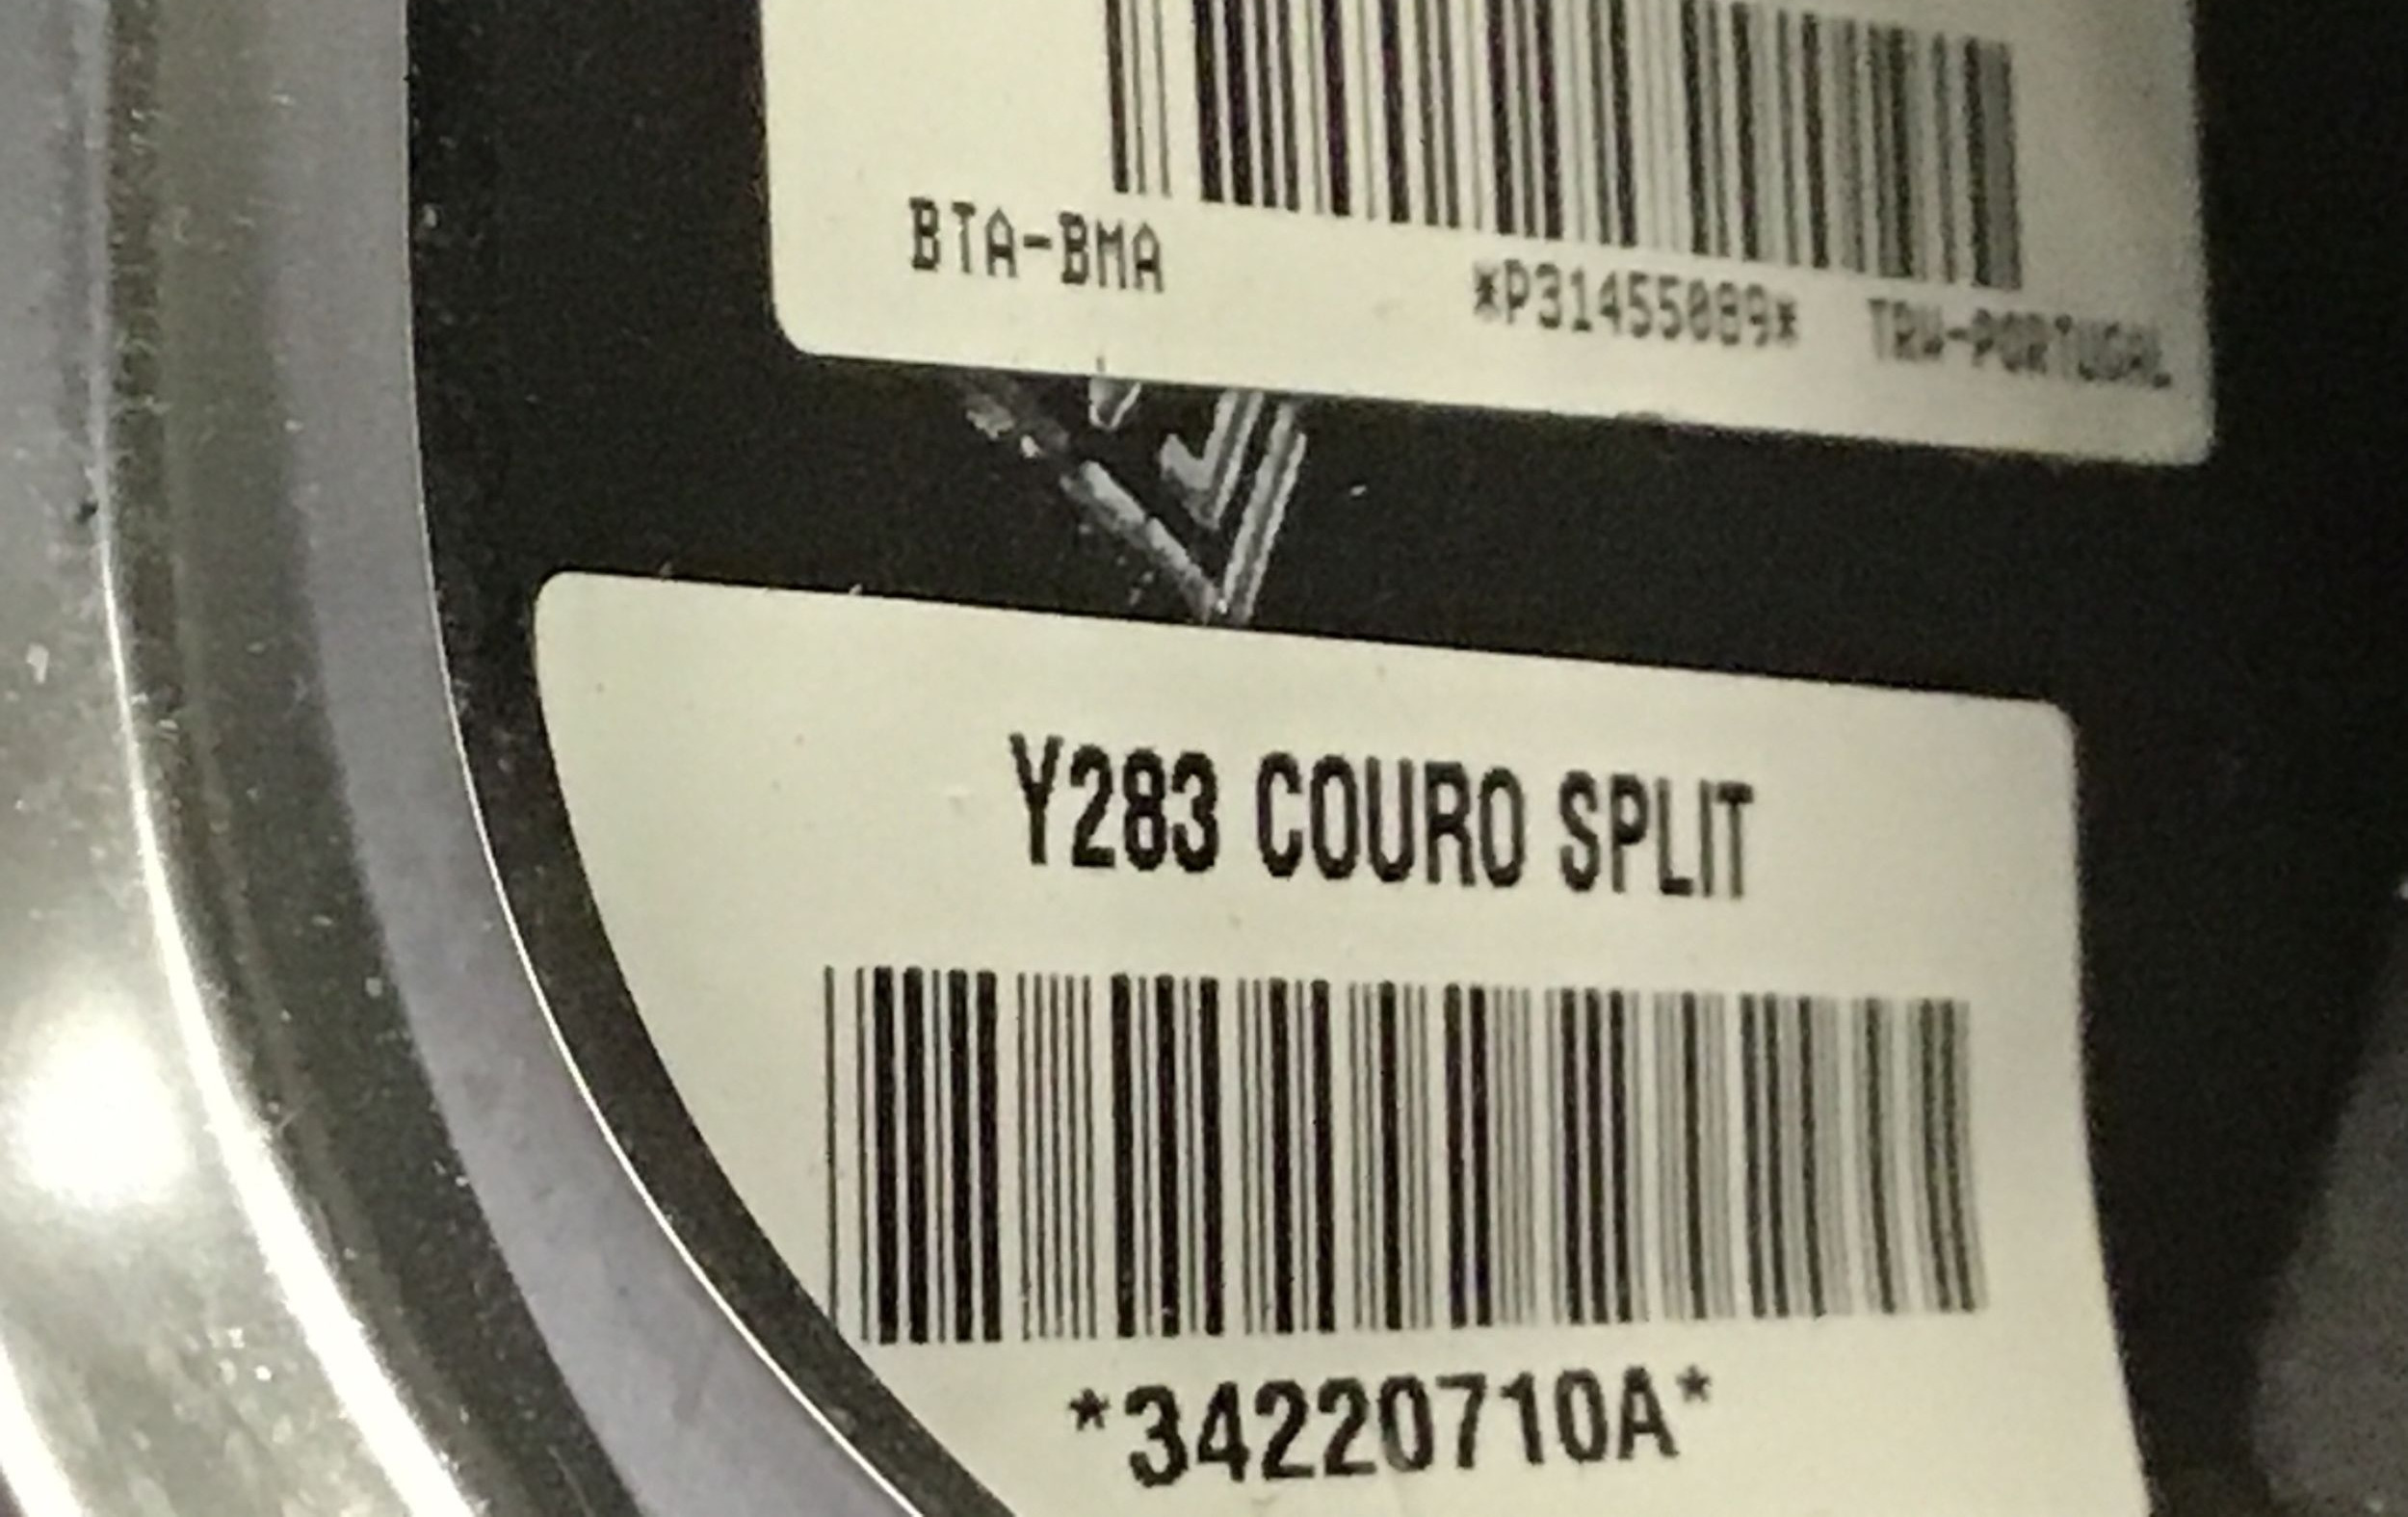 BTA-BMA *P31455089* TRW-PORTUGAL
Y283 COURO SPLIT
*34220710A*